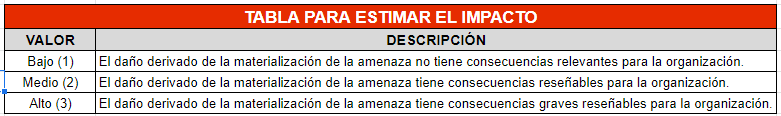 TABLA PARA ESTIMAR EL IMPACTO
VALOR DESCRIPCIÓN
Bajo (1) El daño derivado de la materialización de la amenaza no tiene consecuencias relevantes para la organización.
Medio (2) El daño derivado de la materialización de la amenaza tiene consecuencias reseñables para la organización.
Alto (3) El daño derivado de la materialización de la amenaza tiene consecuencias graves reseñables para la organización.